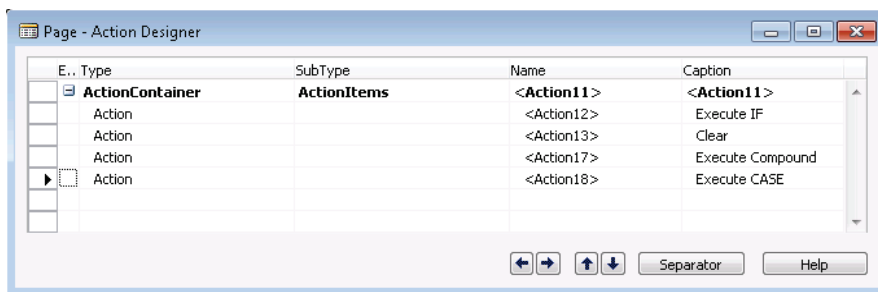 Page - Action Designer
E.. Type SubType Name Caption
ActionContainer ActionItems <Action11> <Action11>
Action <Action12> Execute IF
Action <Action13> Clear
Action <Action17> Execute Compound
Action <Action18> Execute CASE
Separator Help